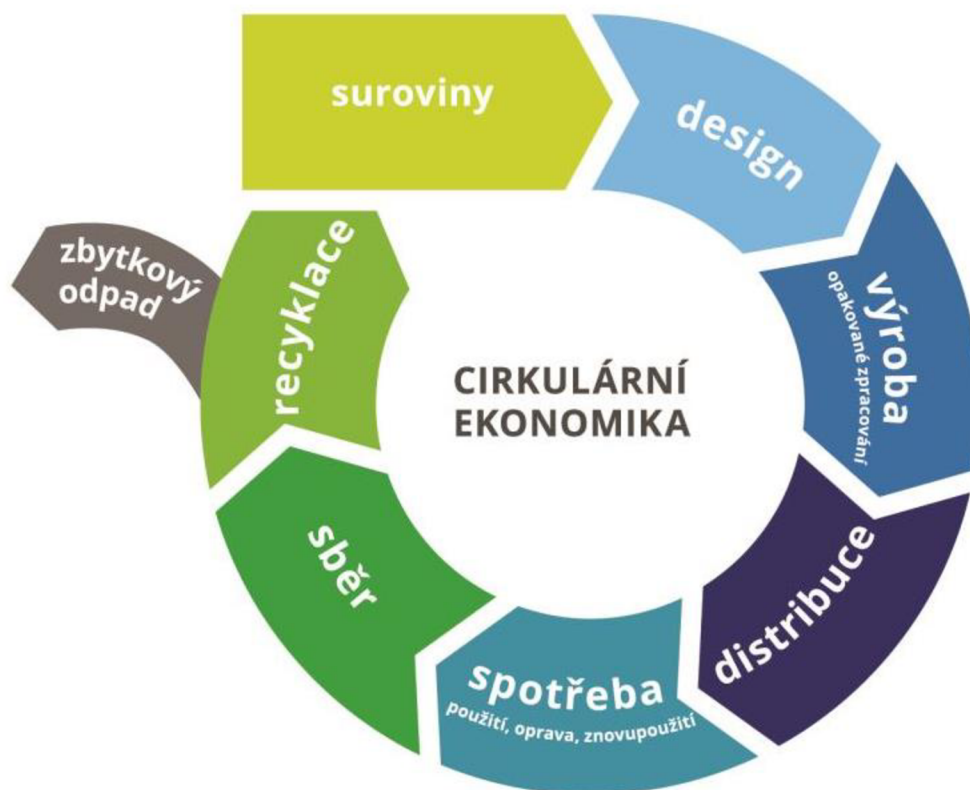 suroviny
design
výroba
opakované zpracování
distribuce
spotřeba
použití, oprava, znovupoužití
sběr
recyklace
zbytkový
odpad
CIRKULÁRNÍ
EKONOMIKA